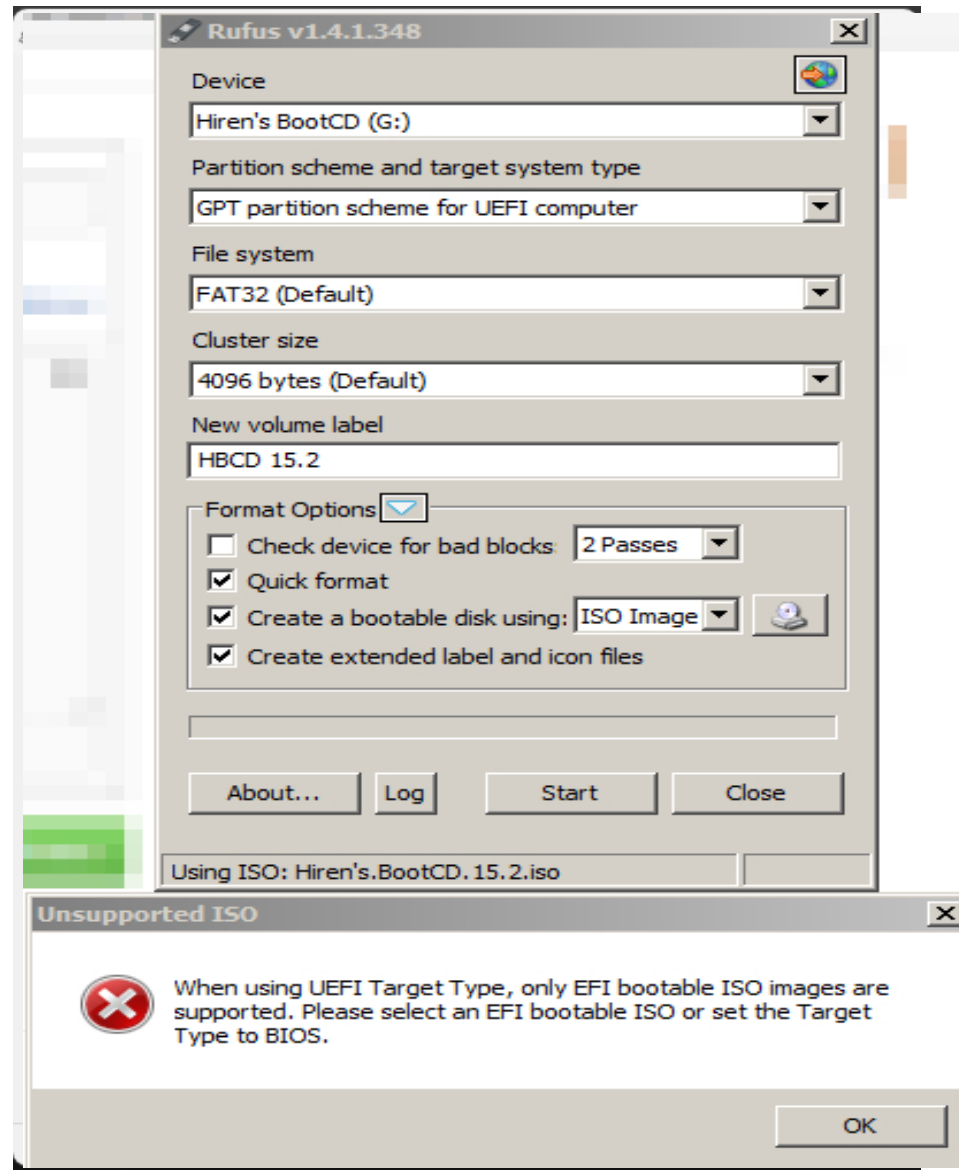 Rufus v1.4.1.348
Device
Hiren's BootCD (G:)
Partition scheme and target system type
GPT partition scheme for UEFI computer
File system
FAT32 (Default)
Cluster size
4096 bytes (Default)
New volume label
HBCD 15.2
Format Options
Check device for bad blocks: 2 Passes
Quick format
Create a bootable disk using: ISO Image
Create extended label and icon files
About... Log Start Close
Using ISO: Hiren's.BootCD.15.2.iso
Unsupported ISO
When using UEFI Target Type, only EFI bootable ISO images are
supported. Please select an EFI bootable ISO or set the Target
Type to BIOS.
OK